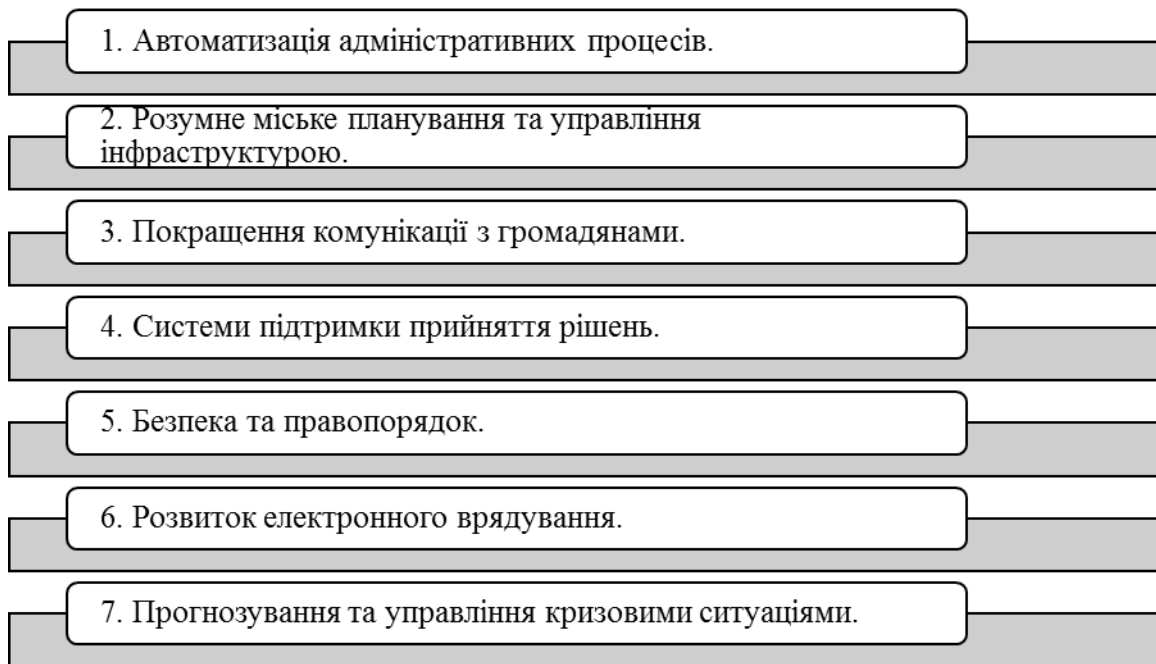 1. Автоматизація адміністративних процесів.
2. Розумне міське планування та управління
інфраструктурою.
3. Покращення комунікації з громадянами.
4. Системи підтримки прийняття рішень.
5. Безпека та правопорядок.
6. Розвиток електронного врядування.
7. Прогнозування та управління кризовими ситуаціями.